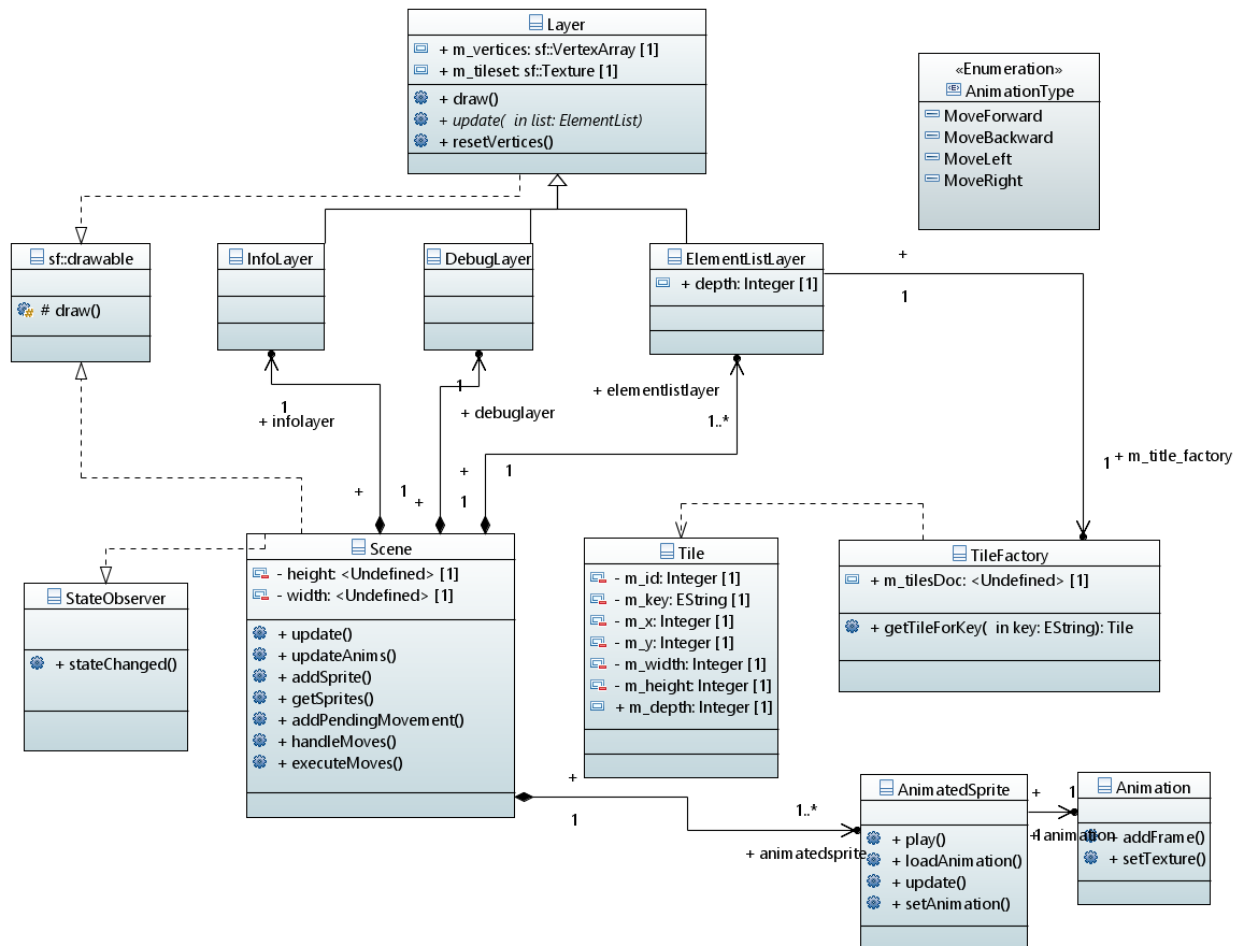 Layer
+ m_vertices: sf::VertexArray [1]
+ m_tileset: sf::Texture [1]
+ draw()
+ update( in list: ElementList)
+ resetVertices()
«Enumeration»
AnimationType
MoveForward
MoveBackward
MoveLeft
MoveRight
sf::drawable
# draw()
InfoLayer
DebugLayer
ElementListLayer
+ depth: Integer [1]
+
1
1
+ infolayer
1
+ debuglayer
+ elementlistlayer
1..*
+
1
+
1
+
1
1
+ m_title_factory
Scene
- height: <Undefined> [1]
- width: <Undefined> [1]
+ update()
+ updateAnims()
+ addSprite()
+ getSprites()
+ addPendingMovement()
+ handleMoves()
+ executeMoves()
StateObserver
+ stateChanged()
Tile
- m_id: Integer [1]
- m_key: EString [1]
- m_x: Integer [1]
- m_y: Integer [1]
- m_width: Integer [1]
- m_height: Integer [1]
+ m_depth: Integer [1]
TileFactory
+ m_tilesDoc: <Undefined> [1]
+ getTileForKey( in key: EString): Tile
+
1
1..*
+ animatedsprite
AnimatedSprite
+ play()
+ loadAnimation()
+ update()
+ setAnimation()
+
1
1
+ animation
Animation
+ addFrame()
+ setTexture()